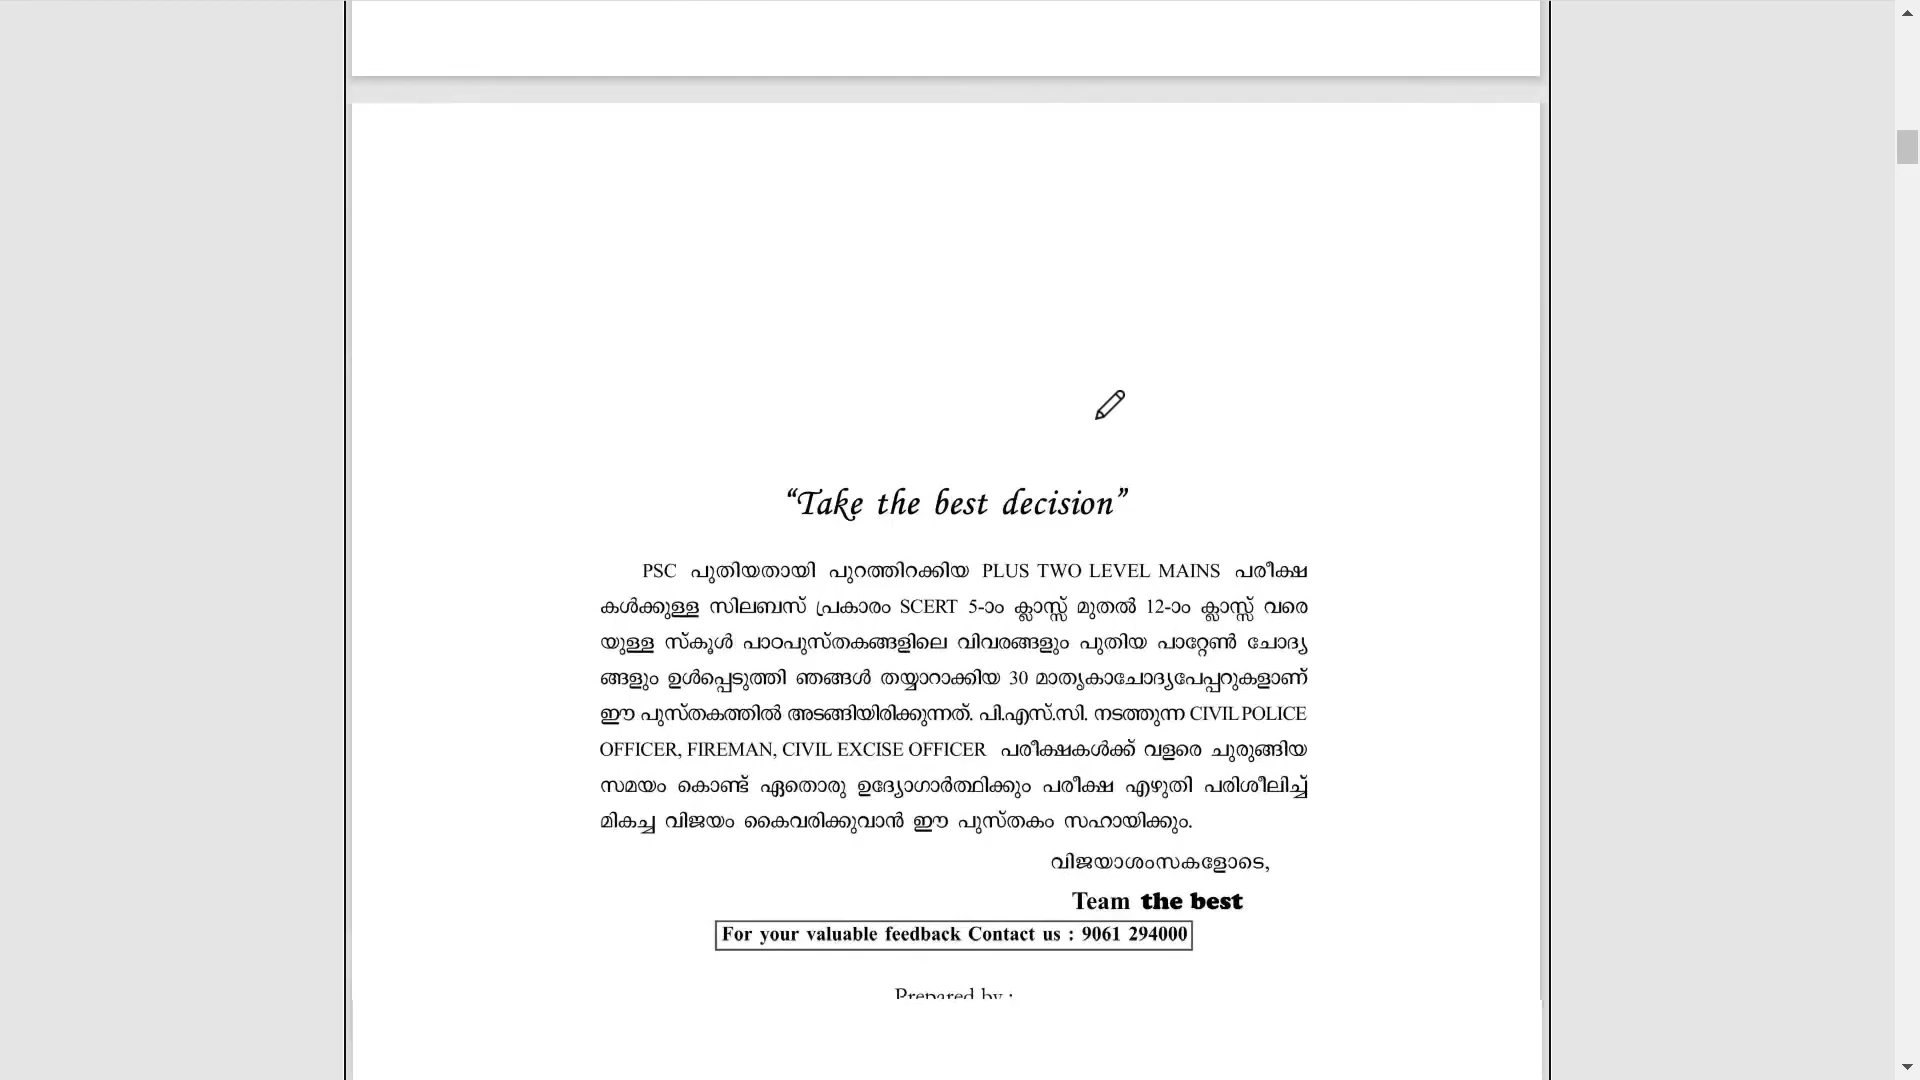 “Take the best decision”
PSC പുതിയതായി പുറത്തിറക്കിയ PLUS TWO LEVEL MAINS പരീക്ഷ
കൾക്കുള്ള സിലബസ് പ്രകാരം SCERT 5-ാം ക്ലാസ്സ് മുതൽ 12-ാം ക്ലാസ്സ് വരെ
യുള്ള സ്കൂൾ പാഠപുസ്തകങ്ങളിലെ വിവരങ്ങളും പുതിയ പാറ്റേൺ ചോദ്യ
ങ്ങളും ഉൾപ്പെടുത്തി ഞങ്ങൾ തയ്യാറാക്കിയ 30 മാതൃകാചോദ്യപേപ്പറുകളാണ്
ഈ പുസ്തകത്തിൽ അടങ്ങിയിരിക്കുന്നത്. പി.എസ്.സി. നടത്തുന്ന CIVIL POLICE
OFFICER, FIREMAN, CIVIL EXCISE OFFICER പരീക്ഷകൾക്ക് വളരെ ചുരുങ്ങിയ
സമയം കൊണ്ട് ഏതൊരു ഉദ്യോഗാർത്ഥിക്കും പരീക്ഷ എഴുതി പരിശീലിച്ച്
മികച്ച വിജയം കൈവരിക്കുവാൻ ഈ പുസ്തകം സഹായിക്കും.
വിജയാശംസകളോടെ,
Team the best
For your valuable feedback Contact us : 9061 294000
Prepared by :